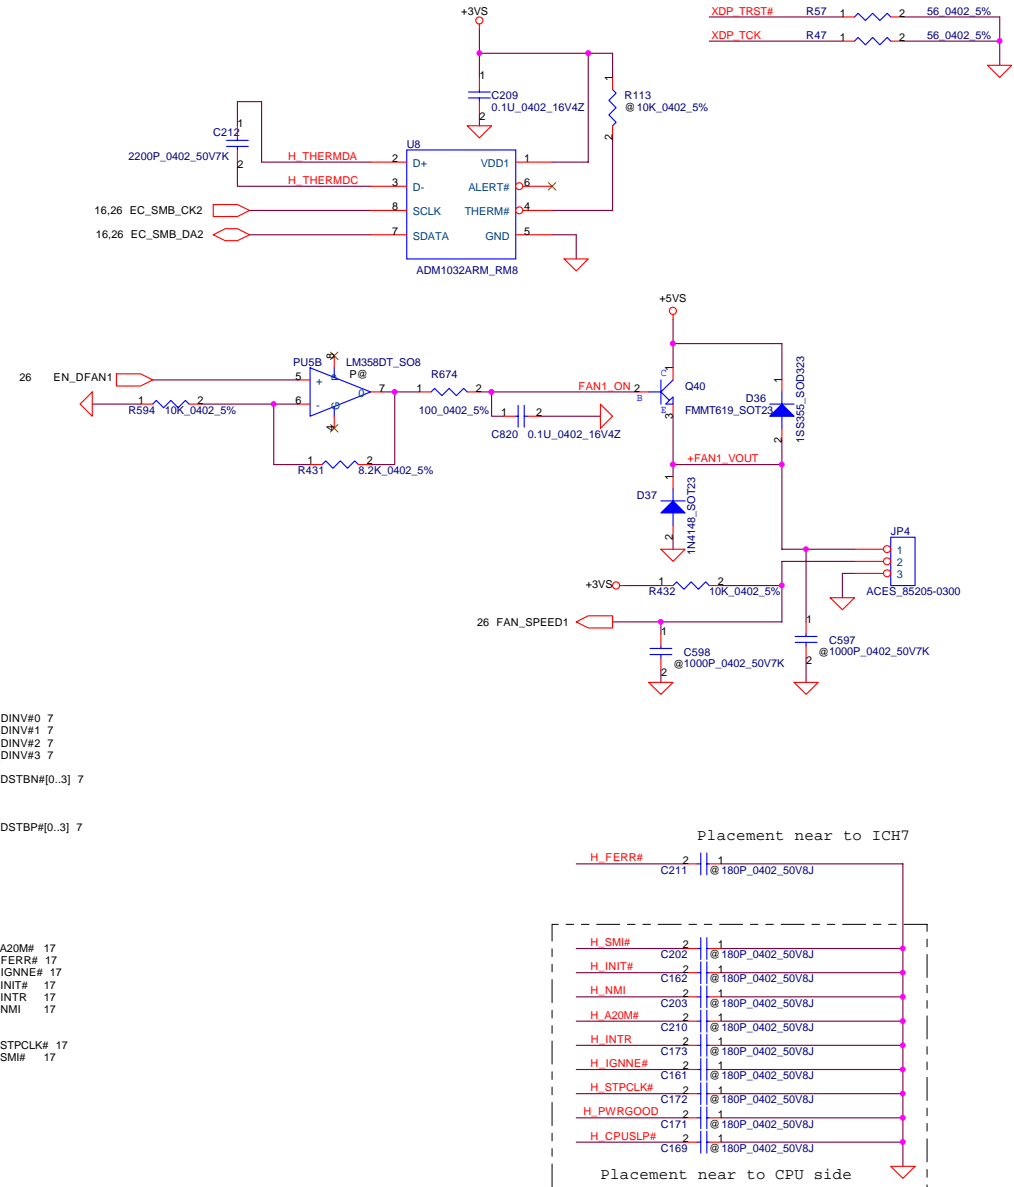 +3VS
XDP_TRST# R57 1 2 56_0402_5%
XDP_TCK R47 1 2 56_0402_5%
1
C209
0.1U_0402_16V4Z
2
1
R113
@10K_0402_5%
2
1
C212
2200P_0402_50V7K
2
U8
H_THERMDA 2 D+ VDD1 1
H_THERMDC 3 D- ALERT# 6
16,26 EC_SMB_CK2 8 SCLK THERM# 4
16,26 EC_SMB_DA2 7 SDATA GND 5
ADM1032ARM_RM8
+5VS
PU5B 8 LM358DT_SO8
P@
26 EN_DFAN1 5 + P 7 0
6 - G
4
R594 1 2 10K_0402_5%
R431 1 2 8.2K_0402_5%
R674 1 2
100_0402_5%
C820 1 2 0.1U_0402_16V4Z
FAN1_ON 2 B
1 C
E 3
Q40
FMMT619_SOT23
1
D36
1SS355_SOD323
2
+FAN1_VOUT
1
D37
1N4148_SOT23
2
JP4
1
2
3
ACES_85205-0300
+3VS R432 1 2 10K_0402_5%
26 FAN_SPEED1
1
C598
@1000P_0402_50V7K
2
1
C597
@1000P_0402_50V7K
2
DINV#0 7
DINV#1 7
DINV#2 7
DINV#3 7
DSTBN#[0..3] 7
DSTBP#[0..3] 7
Placement near to ICH7
H_FERR# 2 1
C211 @180P_0402_50V8J
A20M# 17
FERR# 17
IGNNE# 17
INIT# 17
INTR 17
NMI 17
STPCLK# 17
SMI# 17
H_SMI# 2 1
C202 @180P_0402_50V8J
H_INIT# 2 1
C162 @180P_0402_50V8J
H_NMI 2 1
C203 @180P_0402_50V8J
H_A20M# 2 1
C210 @180P_0402_50V8J
H_INTR 2 1
C173 @180P_0402_50V8J
H_IGNNE# 2 1
C161 @180P_0402_50V8J
H_STPCLK# 2 1
C172 @180P_0402_50V8J
H_PWRGOOD 2 1
C171 @180P_0402_50V8J
H_CPUSLP# 2 1
C169 @180P_0402_50V8J
Placement near to CPU side